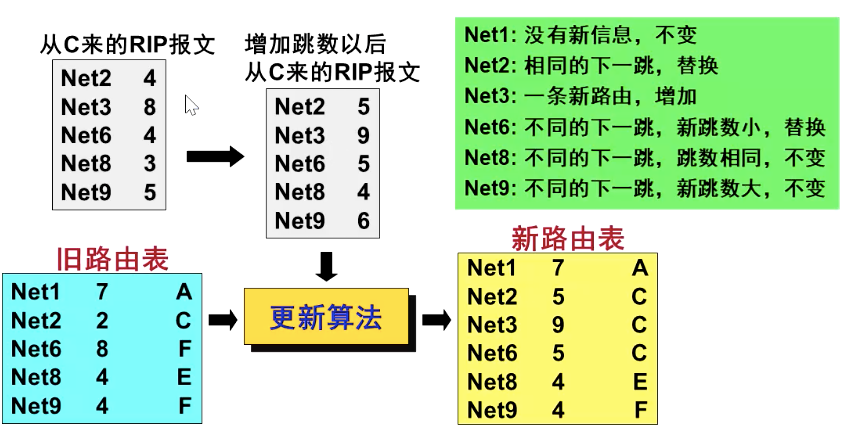 从C来的RIP报文
Net2 4
Net3 8
Net6 4
Net8 3
Net9 5
增加跳数以后
从C来的RIP报文
Net2 5
Net3 9
Net6 5
Net8 4
Net9 6
Net1: 没有新信息，不变
Net2: 相同的下一跳，替换
Net3: 一条新路由，增加
Net6: 不同的下一跳，新跳数小，替换
Net8: 不同的下一跳，跳数相同，不变
Net9: 不同的下一跳，新跳数大，不变
旧路由表
Net1 7 A
Net2 2 C
Net6 8 F
Net8 4 E
Net9 4 F
更新算法
新路由表
Net1 7 A
Net2 5 C
Net3 9 C
Net6 5 C
Net8 4 E
Net9 4 F